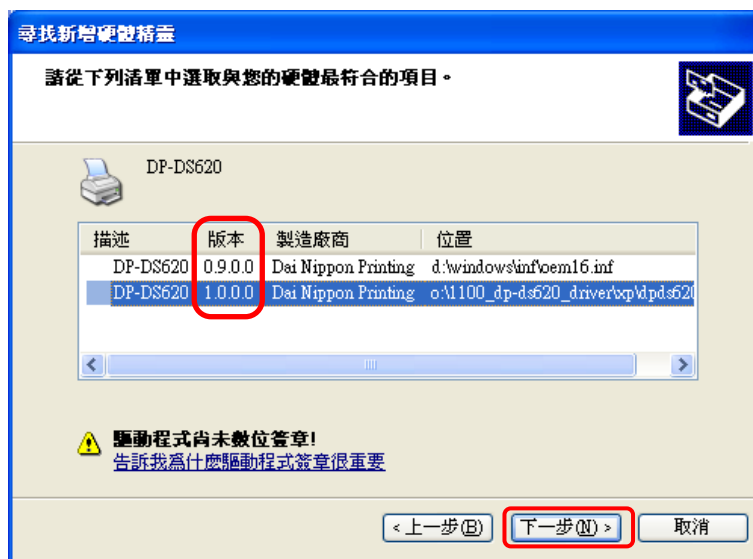 尋找新增硬體精靈
請從下列清單中選取與您的硬體最符合的項目。
DP-DS620
描述 版本 製造廠商 位置
DP-DS620 0.9.0.0 Dai Nippon Printing d:\windows\inf\oem16.inf
DP-DS620 1.0.0.0 Dai Nippon Printing o:\1100_dp-ds620_driver\xp\dpds620
驅動程式尚未數位簽章!
告訴我為什麼驅動程式簽章很重要
<上一步(B) 下一步(N)> 取消